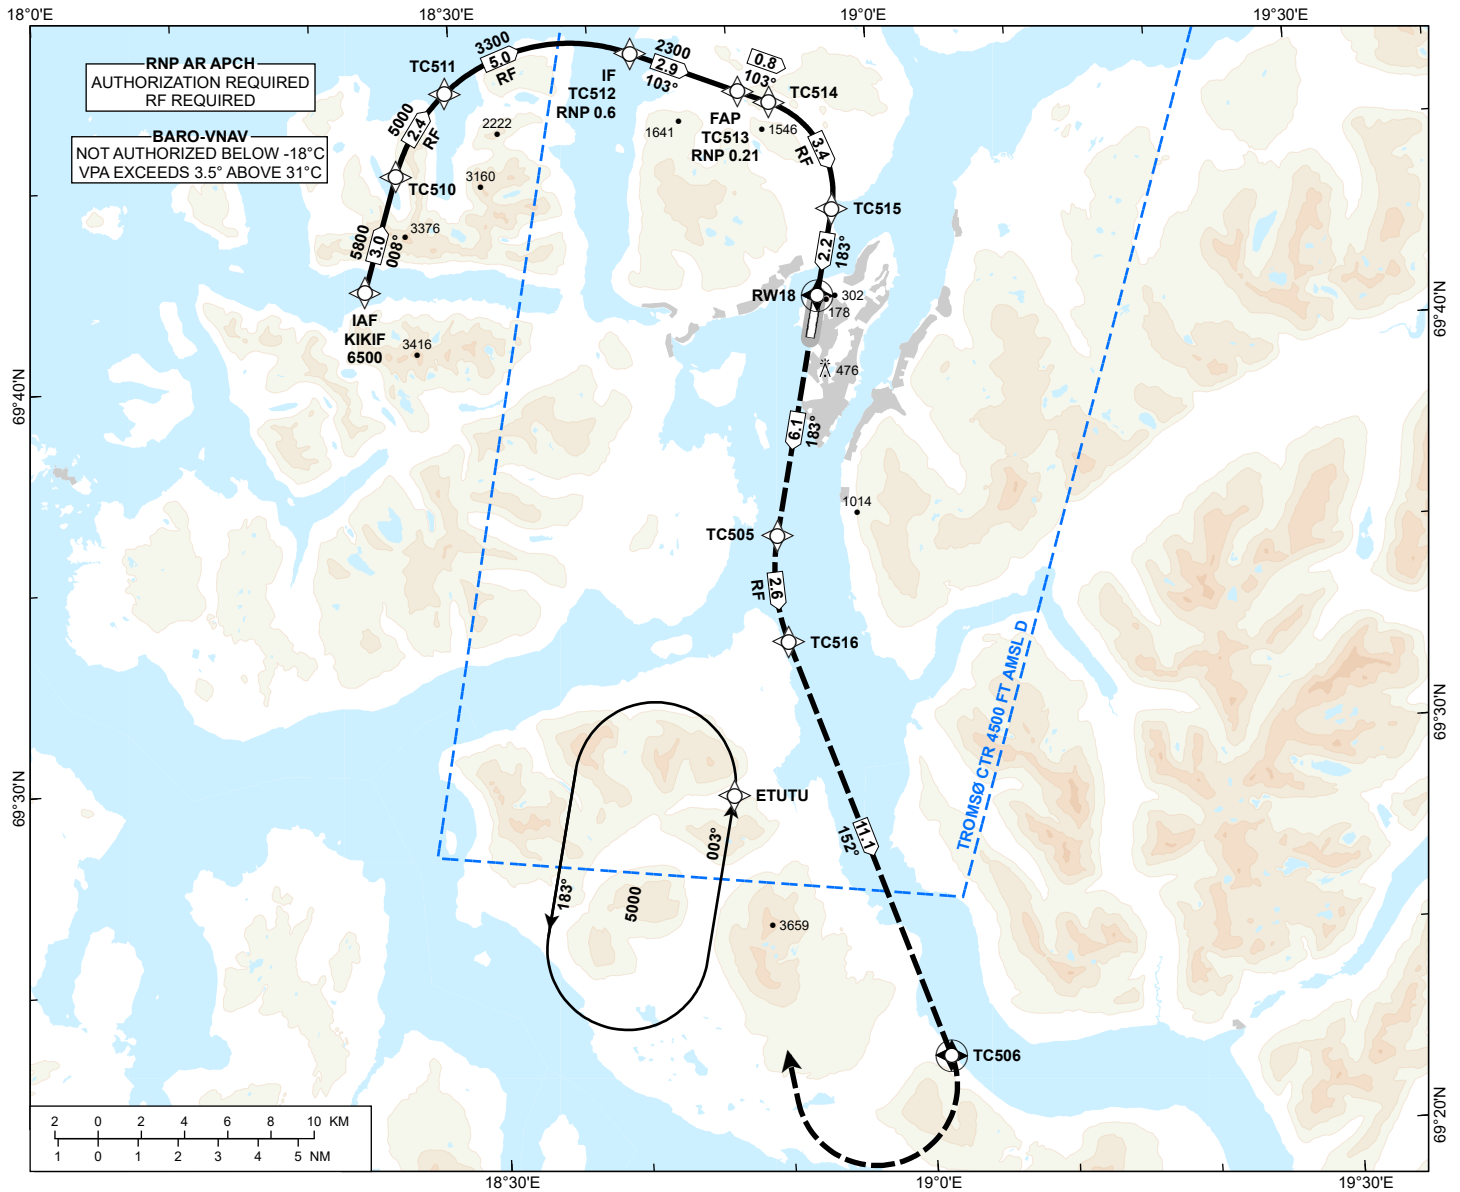 18°0'E
18°30'E
19°0'E
19°30'E
RNP AR APCH
AUTHORIZATION REQUIRED
RF REQUIRED
BARO-VNAV
NOT AUTHORIZED BELOW -18°C
VPA EXCEEDS 3.5° ABOVE 31°C
TC511
3300
5.0
RF
5000
2.4
RF
2222
3160
TC510
3376
5800
3.0
008°
IAF
KIKIF
6500
3416
IF
TC512
RNP 0.6
2300
2.9
103°
0.8
103°
TC514
FAP
TC513
RNP 0.21
1641
1546
3.4
RF
TC515
2.2
183°
RW18
302
178
476
69°40'N
69°40'N
6.1
183°
1014
TC505
2.6
RF
TC516
TROMSØ CTR 4500 FT AMSL D
69°30'N
69°30'N
ETUTU
003°
183°
5000
11.1
152°
3659
TC506
69°20'N
2 0 2 4 6 8 10 KM
1 0 1 2 3 4 5 NM
18°30'E
19°0'E
19°30'E